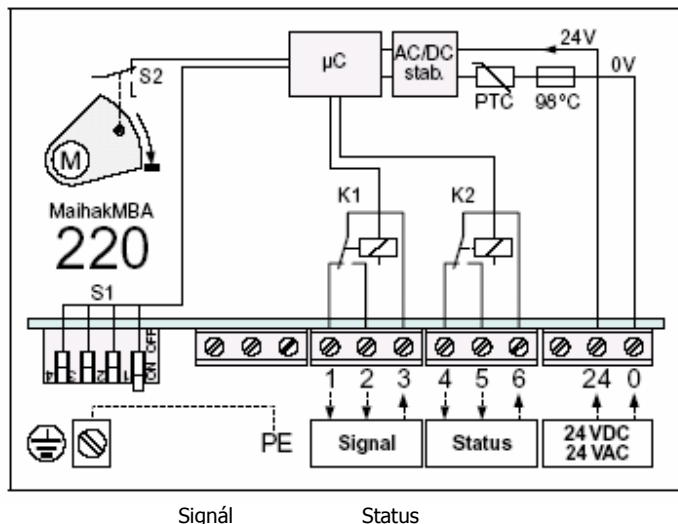 24V
0V
S2
µC
AC/DC
stab.
PTC
98°C
M
K1
K2
MaihakMBA
220
S1
4 3 2 1 ON OFF
1 2 3 4 5 6 24 0
PE
Signal
Status
24 VDC
24 VAC
Signál Status